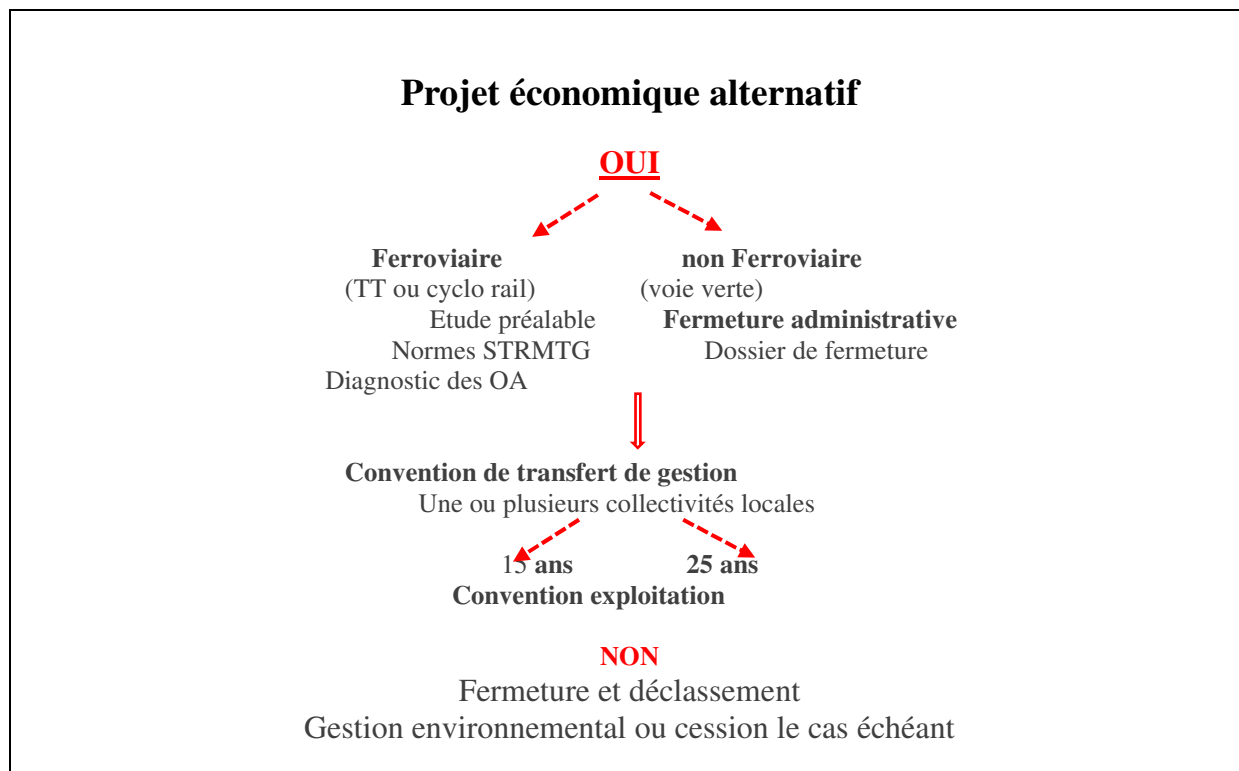 Projet économique alternatif
OUI
Ferroviaire non Ferroviaire
(TT ou cyclo rail) (voie verte)
Etude préalable Fermeture administrative
Normes STRMTG Dossier de fermeture
Diagnostic des OA
Convention de transfert de gestion
Une ou plusieurs collectivités locales
15 ans 25 ans
Convention exploitation
NON
Fermeture et déclassement
Gestion environnemental ou cession le cas échéant